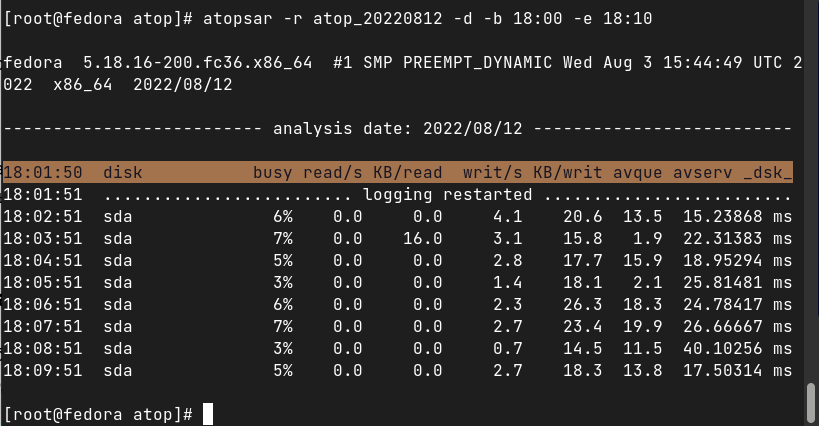 [root@fedora atop]# atopsar -r atop_20220812 -d -b 18:00 -e 18:10
fedora  5.18.16-200.fc36.x86_64  #1 SMP PREEMPT_DYNAMIC Wed Aug 3 15:44:49 UTC 2
022  x86_64  2022/08/12
-------------------------- analysis date: 2022/08/12 --------------------------
18:01:50  disk           busy read/s KB/read  writ/s KB/writ avque avserv _dsk_
18:01:51  ......................... logging restarted .........................
18:02:51  sda              6%    0.0     0.0     4.1    20.6  13.5  15.23868 ms
18:03:51  sda              7%    0.0    16.0     3.1    15.8   1.9  22.31383 ms
18:04:51  sda              5%    0.0     0.0     2.8    17.7  15.9  18.95294 ms
18:05:51  sda              3%    0.0     0.0     1.4    18.1   2.1  25.81481 ms
18:06:51  sda              6%    0.0     0.0     2.3    26.3  18.3  24.78417 ms
18:07:51  sda              7%    0.0     0.0     2.7    23.4  19.9  26.66667 ms
18:08:51  sda              3%    0.0     0.0     0.7    14.5  11.5  40.10256 ms
18:09:51  sda              5%    0.0     0.0     2.7    18.3  13.8  17.50314 ms
[root@fedora atop]#